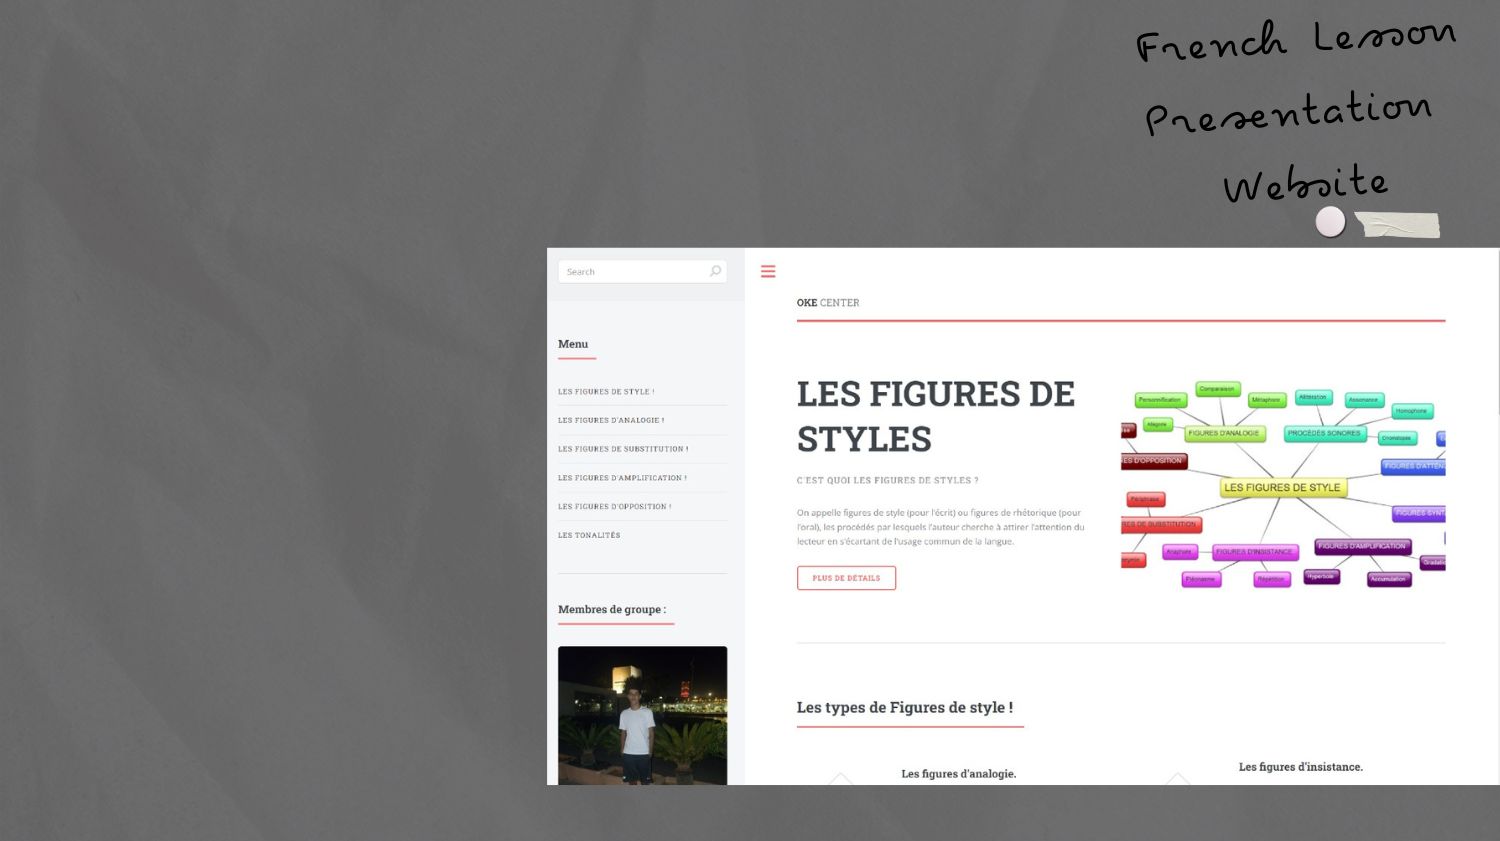 French Lesson
Presentation
Website
Search
Menu
LES FIGURES DE STYLE !
LES FIGURES D'ANALOGIE !
LES FIGURES DE SUBSTITUTION !
LES FIGURES D'AMPLIFICATION !
LES FIGURES D'OPPOSITION !
LES TONALITÉS
Membres de groupe :
OKE CENTER
LES FIGURES DE
STYLES
C'EST QUOI LES FIGURES DE STYLES ?
On appelle figures de style (pour l'écrit) ou figures de rhétorique (pour
l'oral), les procédés par lesquels l'auteur cherche à attirer l'attention du
lecteur en s'écartant de l'usage commun de la langue.
PLUS DE DÉTAILS
Comparaison
Personnification
Métaphore
Allitération
Assonance
Homophone
Allégorie
FIGURES D'ANALOGIE
PROCÉDÉS SONORES
Onomatopée
ES D'OPPOSITION
FIGURES D'ATTÉN
LES FIGURES DE STYLE
Périphrase
FIGURES SYNT
RES DE SUBSTITUTION
Anaphore
FIGURES D'INSISTANCE
FIGURES D'AMPLIFICATION
Gradati
Pléonasme
Répétition
Hyperbole
Accumulation
Les types de Figures de style !
Les figures d'analogie.
Les figures d'insistance.